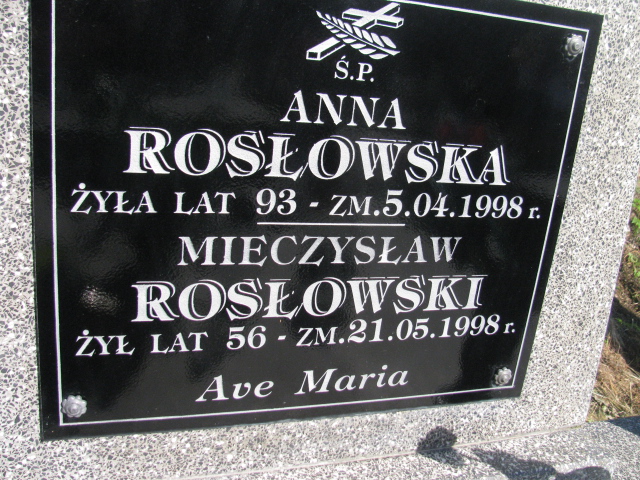 Ś.P.
ANNA
ROSŁOWSKA
ŻYŁA LAT 93 - ZM.5.04.1998 r.
MIECZYSŁAW
ROSŁOWSKI
ŻYŁ LAT 56 - ZM.21.05.1998 r.
Ave Maria